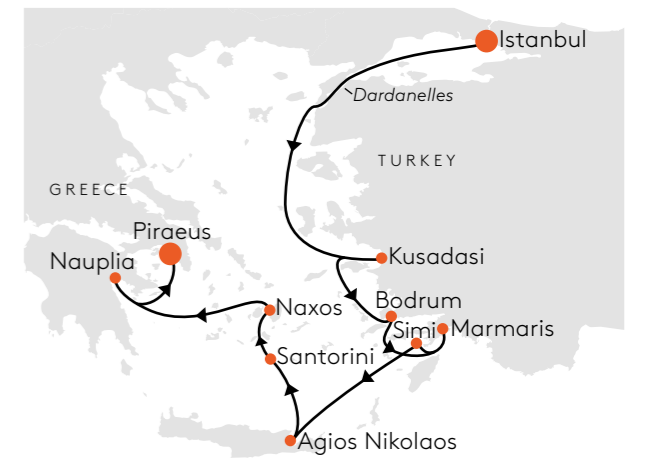 Istanbul
Dardanelles
TURKEY
GREECE
Piraeus
Nauplia
Kusadasi
Bodrum
Naxos
Simi
Marmaris
Santorini
Agios Nikolaos